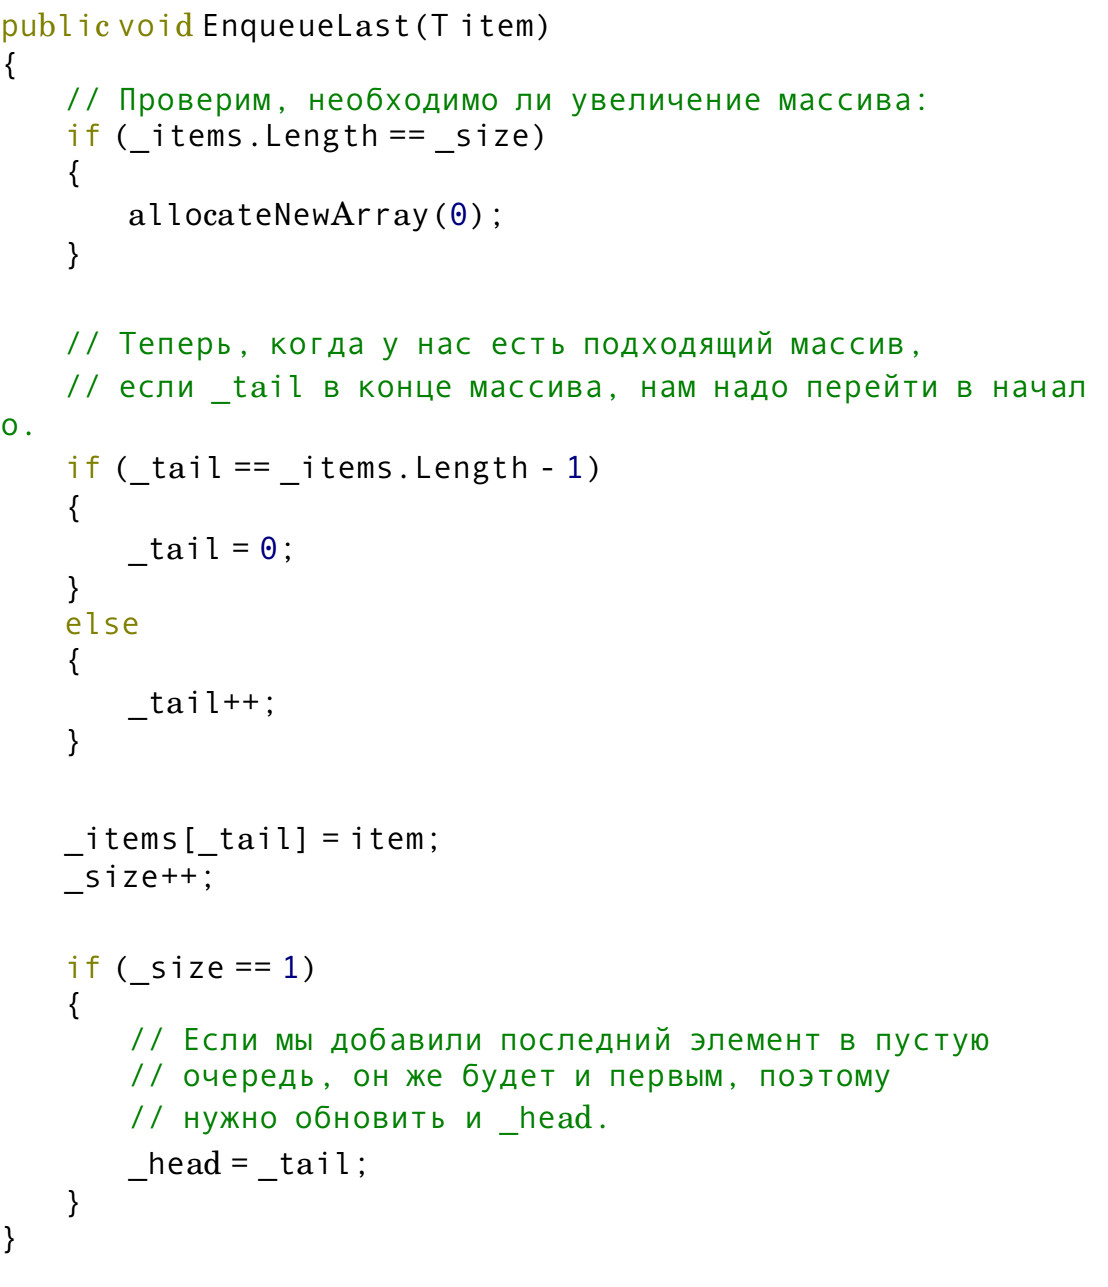 public void EnqueueLast(T item)
{
    // Проверим, необходимо ли увеличение массива:
    if (_items.Length == _size)
    {
        allocateNewArray(0);
    }
    // Теперь, когда у нас есть подходящий массив,
    // если _tail в конце массива, нам надо перейти в начал
о.
    if (_tail == _items.Length - 1)
    {
        _tail = 0;
    }
    else
    {
        _tail++;
    }
    _items[_tail] = item;
    _size++;
    if (_size == 1)
    {
        // Если мы добавили последний элемент в пустую
        // очередь, он же будет и первым, поэтому
        // нужно обновить и _head.
        _head = _tail;
    }
}